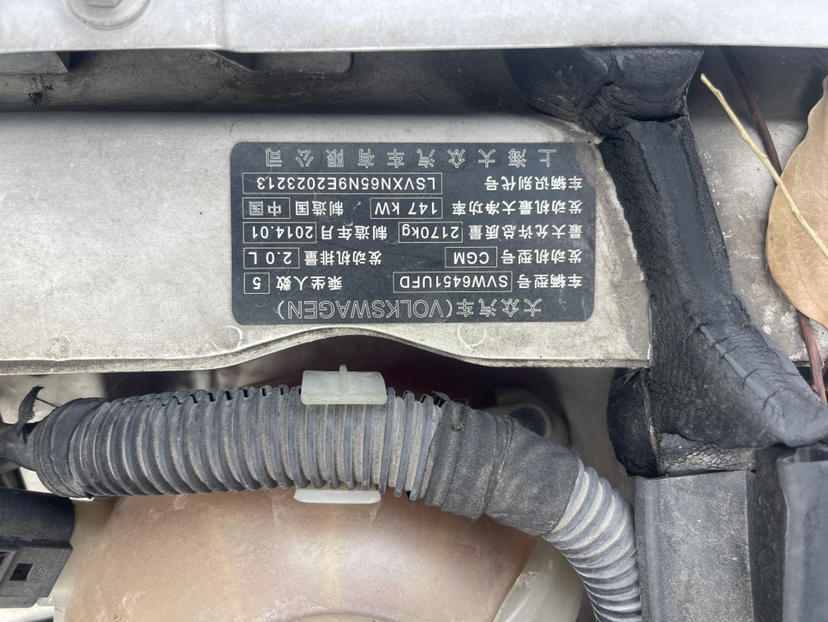 大众汽车(VOLKSWAGEN)
车辆型号 SVW6451UFD 乘坐人数 5
发动机型号 CGM 发动机排量 2.0 L
最大允许总质量 2170kg 制造年月 2014.01
发动机最大净功率 147 kW 制造国 中国
车辆识别代号 LSVXN65N9E2023213
上海大众汽车有限公司